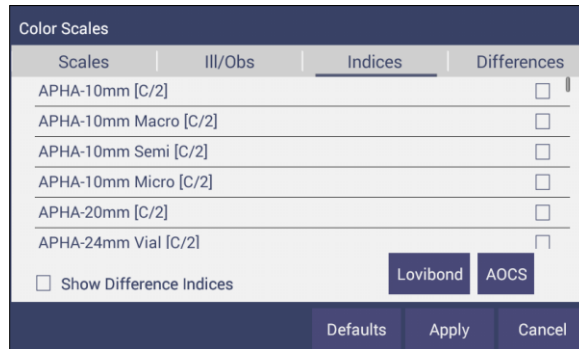 Color Scales
Scales Ill/Obs Indices Differences
APHA-10mm [C/2]
APHA-10mm Macro [C/2]
APHA-10mm Semi [C/2]
APHA-10mm Micro [C/2]
APHA-20mm [C/2]
APHA-24mm Vial [C/2]
Show Difference Indices
Lovibond AOCS
Defaults Apply Cancel